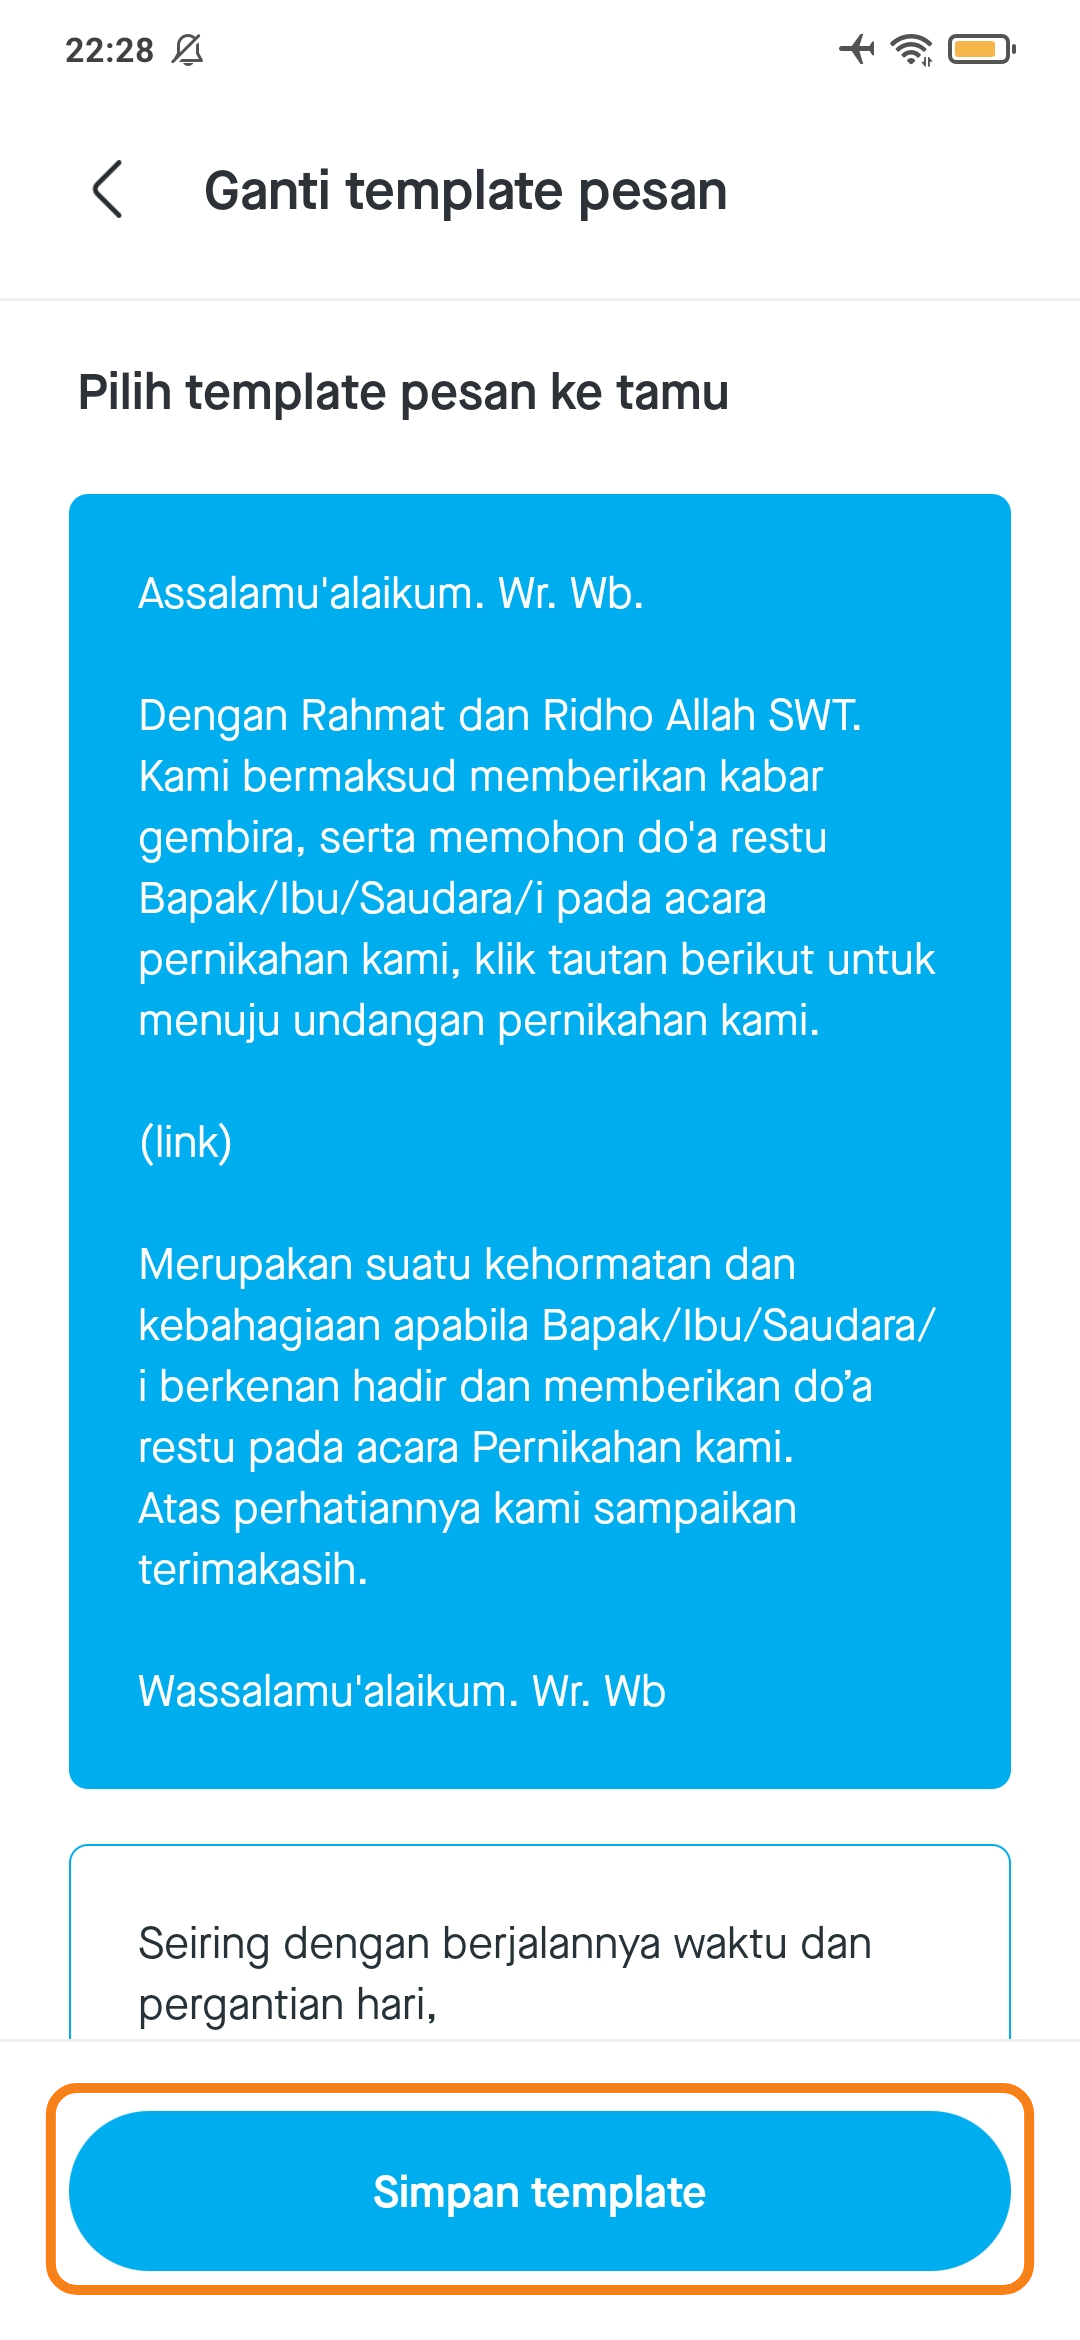 22:28
Ganti template pesan
Pilih template pesan ke tamu
Assalamu'alaikum. Wr. Wb.
Dengan Rahmat dan Ridho Allah SWT.
Kami bermaksud memberikan kabar
gembira, serta memohon do'a restu
Bapak/Ibu/Saudara/i pada acara
pernikahan kami, klik tautan berikut untuk
menuju undangan pernikahan kami.
(link)
Merupakan suatu kehormatan dan
kebahagiaan apabila Bapak/Ibu/Saudara/
i berkenan hadir dan memberikan do’a
restu pada acara Pernikahan kami.
Atas perhatiannya kami sampaikan
terimakasih.
Wassalamu'alaikum. Wr. Wb
Seiring dengan berjalannya waktu dan
pergantian hari,
Simpan template